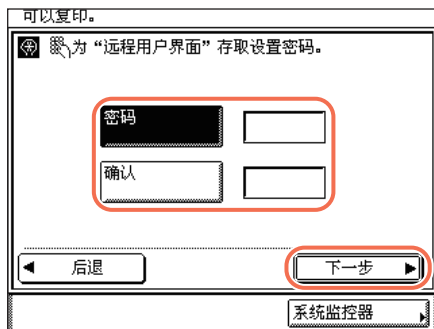 可以复印。
为“远程用户界面”存取设置密码。
密码
确认
后退
下一步
系统监控器